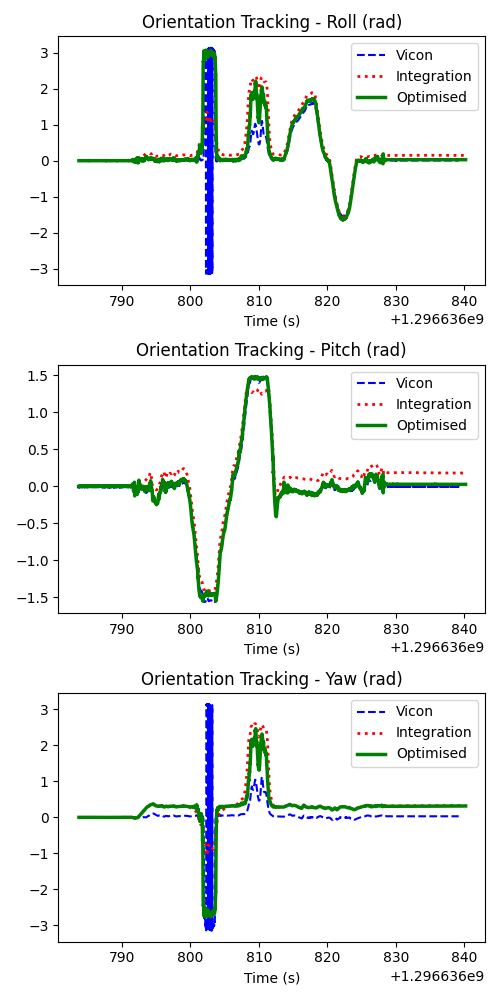 Orientation Tracking - Roll (rad)
3
2
1
0
−1
−2
−3
Vicon
Integration
Optimised
790 800 810 820 830 840
Time (s)
+1.296636e9
Orientation Tracking - Pitch (rad)
1.5
1.0
0.5
0.0
−0.5
−1.0
−1.5
Vicon
Integration
Optimised
790 800 810 820 830 840
Time (s)
+1.296636e9
Orientation Tracking - Yaw (rad)
3
2
1
0
−1
−2
−3
Vicon
Integration
Optimised
790 800 810 820 830 840
Time (s)
+1.296636e9